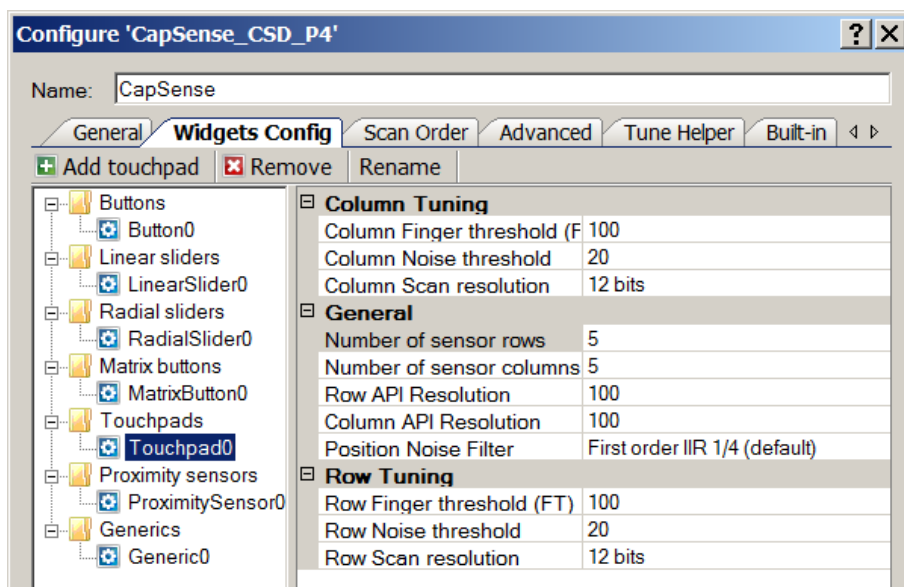 Configure 'CapSense_CSD_P4'
Name: CapSense
General Widgets Config Scan Order Advanced Tune Helper Built-in
Add touchpad Remove Rename
Buttons
Button0
Linear sliders
LinearSlider0
Radial sliders
RadialSlider0
Matrix buttons
MatrixButton0
Touchpads
Touchpad0
Proximity sensors
ProximitySensor0
Generics
Generic0
Column Tuning
Column Finger threshold (F 100
Column Noise threshold 20
Column Scan resolution 12 bits
General
Number of sensor rows 5
Number of sensor columns 5
Row API Resolution 100
Column API Resolution 100
Position Noise Filter First order IIR 1/4 (default)
Row Tuning
Row Finger threshold (FT) 100
Row Noise threshold 20
Row Scan resolution 12 bits